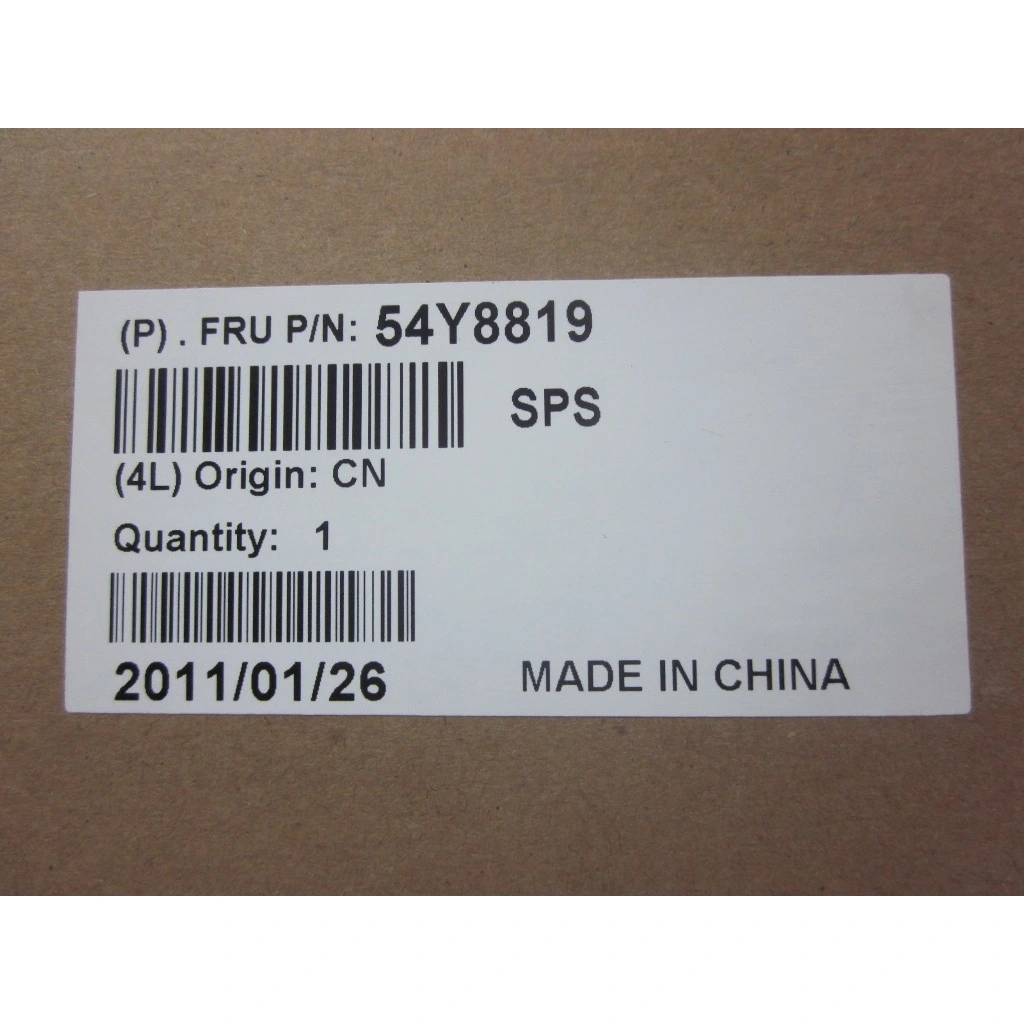 (P) . FRU P/N: 54Y8819
SPS
(4L) Origin: CN
Quantity: 1
2011/01/26
MADE IN CHINA